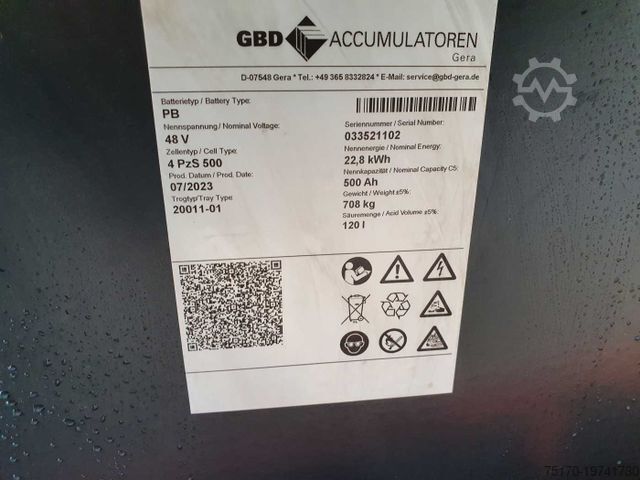 GBD ACCUMULATOREN
Gera
D-07548 Gera * Tel.: +49 365 8332824 * E-Mail: service@gbd-gera.de
Batterietyp / Battery Type:
PB
Nennspannung / Nominal Voltage:
48 V
Zellentyp / Cell Type:
4 PzS 500
Prod. Datum / Prod. Date:
07/2023
Trogtyp/Tray Type:
20011-01
Seriennummer / Serial Number:
033521102
Nennenergie / Nominal Energy:
22,8 kWh
Nennkapazität / Nominal Capacity C5:
500 Ah
Gewicht / Weight ±5%:
708 kg
Säuremenge / Acid Volume ±5%:
120 l
Pb
75170-19741730